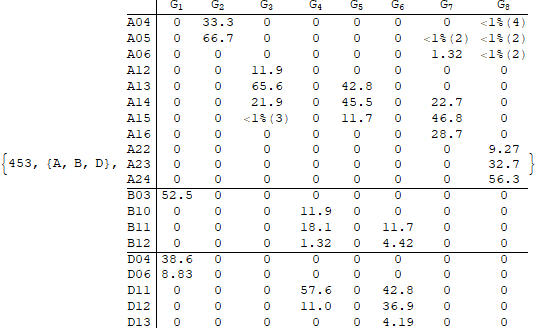 G1 G2 G3 G4 G5 G6 G7 G8
A04 0 33.3 0 0 0 0 0 <1%(4)
A05 0 66.7 0 0 0 0 <1%(2) <1%(2)
A06 0 0 0 0 0 0 1.32 <1%(2)
A12 0 0 11.9 0 0 0 0 0
A13 0 0 65.6 0 42.8 0 0 0
A14 0 0 21.9 0 45.5 0 22.7 0
A15 0 0 <1%(3) 0 11.7 0 46.8 0
A16 0 0 0 0 0 0 28.7 0
A22 0 0 0 0 0 0 0 9.27
{453, {A, B, D}, A23 0 0 0 0 0 0 0 32.7 }
A24 0 0 0 0 0 0 0 56.3
B03 52.5 0 0 0 0 0 0 0
B10 0 0 0 11.9 0 0 0 0
B11 0 0 0 18.1 0 11.7 0 0
B12 0 0 0 1.32 0 4.42 0 0
D04 38.6 0 0 0 0 0 0 0
D06 8.83 0 0 0 0 0 0 0
D11 0 0 0 57.6 0 42.8 0 0
D12 0 0 0 11.0 0 36.9 0 0
D13 0 0 0 0 0 4.19 0 0